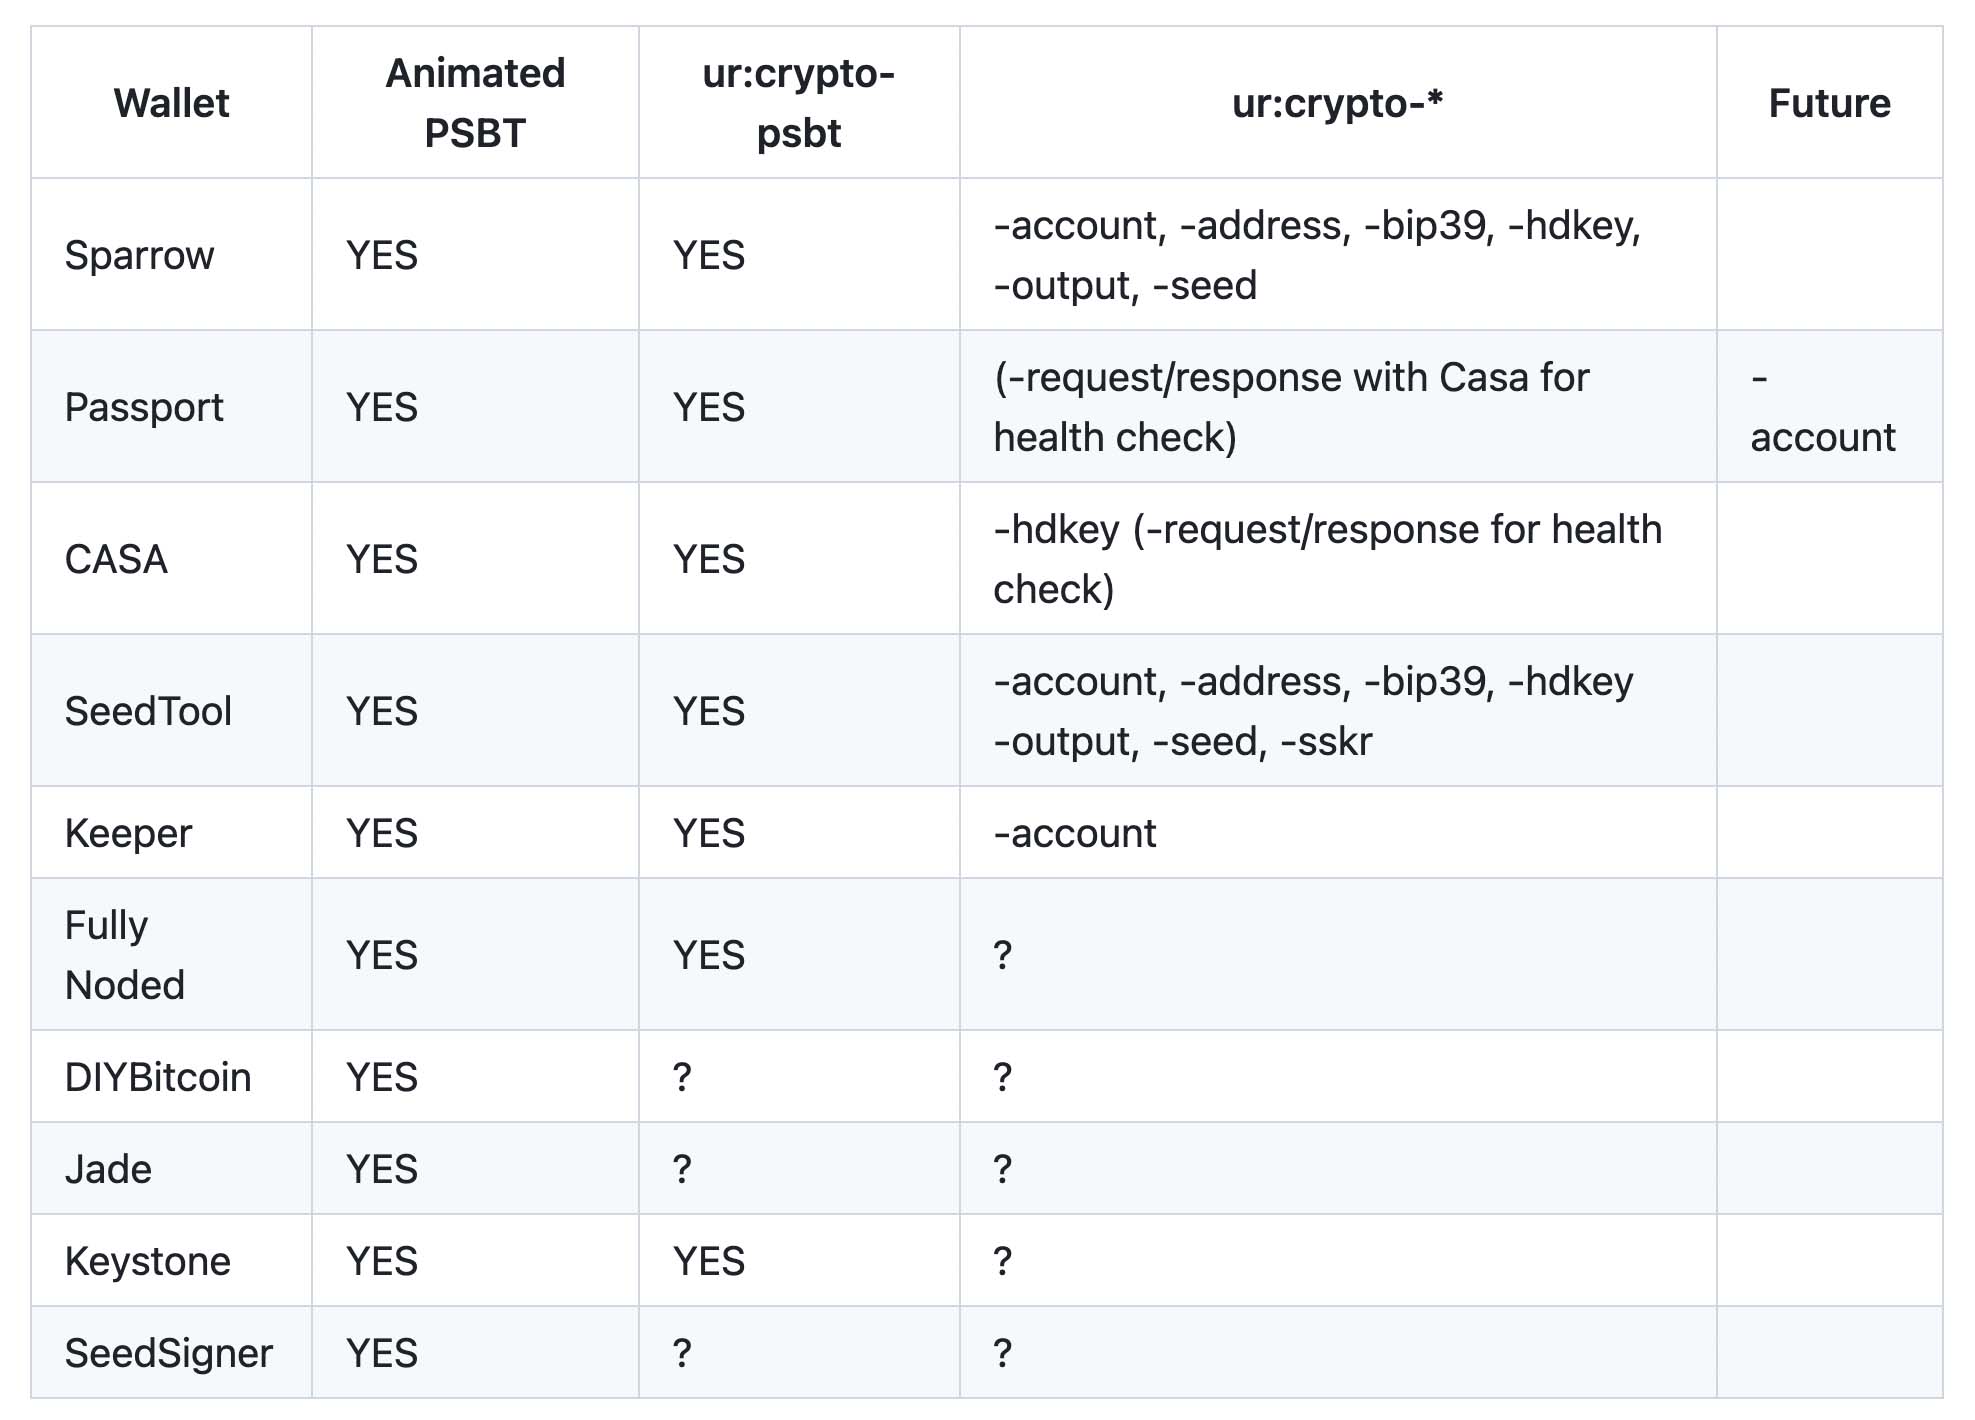 Wallet
Animated
PSBT
ur:crypto-
psbt
ur:crypto-*
Future
Sparrow
YES
YES
-account, -address, -bip39, -hdkey,
-output, -seed
Passport
YES
YES
(-request/response with Casa for
health check)
-
account
CASA
YES
YES
-hdkey (-request/response for health
check)
SeedTool
YES
YES
-account, -address, -bip39, -hdkey
-output, -seed, -sskr
Keeper
YES
YES
-account
Fully
Noded
YES
YES
?
DIYBitcoin
YES
?
?
Jade
YES
?
?
Keystone
YES
YES
?
SeedSigner
YES
?
?